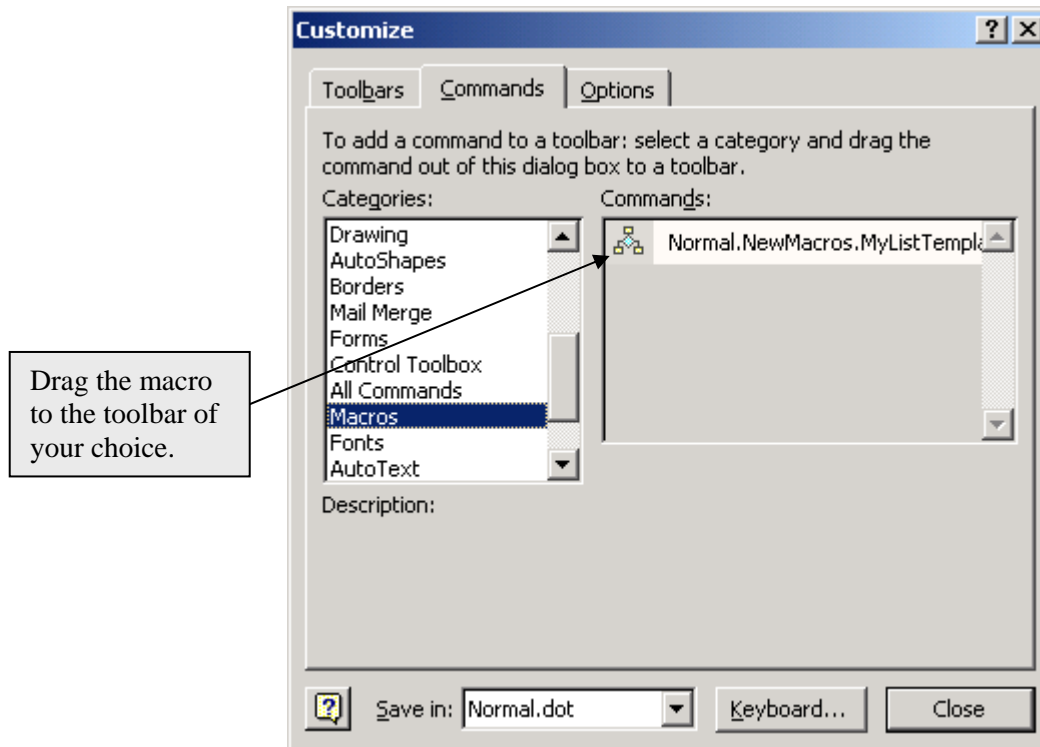 Customize
Toolbars Commands Options
To add a command to a toolbar: select a category and drag the
command out of this dialog box to a toolbar.
Categories: Commands:
Drawing
AutoShapes
Borders
Mail Merge
Forms
Control Toolbox
All Commands
Macros
Fonts
AutoText
Normal.NewMacros.MyListTempla
Drag the macro
to the toolbar of
your choice.
Description:
Save in: Normal.dot Keyboard... Close